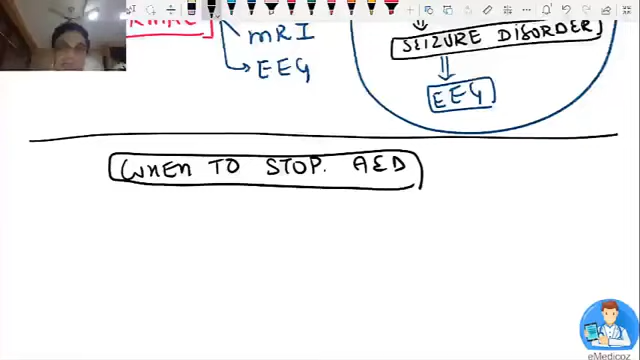 MRI
EEG
SEIZURE DISORDER
EEG
WHEN TO STOP. AED
eMedicoz